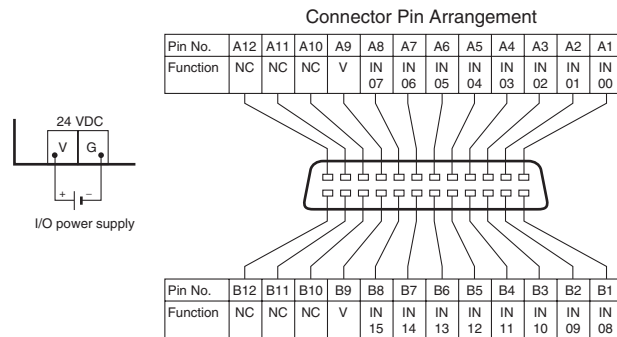 Connector Pin Arrangement
Pin No. A12 A11 A10 A9 A8 A7 A6 A5 A4 A3 A2 A1
Function NC NC NC V IN 07 IN 06 IN 05 IN 04 IN 03 IN 02 IN 01 IN 00
24 VDC
V G
+ −
I/O power supply
Pin No. B12 B11 B10 B9 B8 B7 B6 B5 B4 B3 B2 B1
Function NC NC NC V IN 15 IN 14 IN 13 IN 12 IN 11 IN 10 IN 09 IN 08